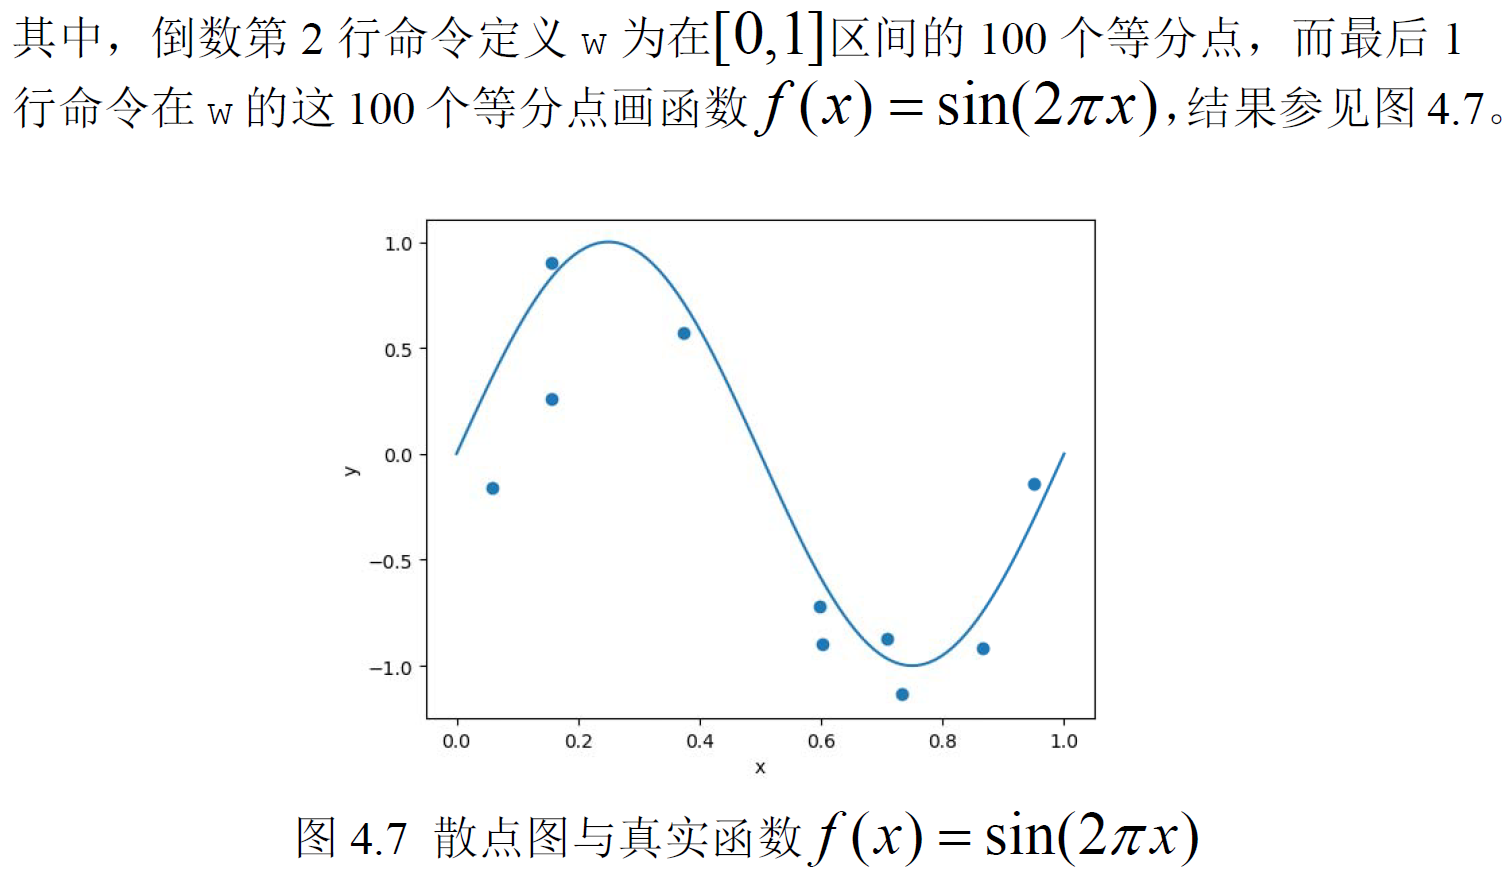 其中，倒数第 2 行命令定义 w 为在[0,1]区间的 100 个等分点，而最后 1
行命令在 w 的这 100 个等分点画函数 f(x) = sin(2πx)，结果参见图 4.7。
1.0
0.5
0.0
−0.5
−1.0
y
0.0 0.2 0.4 0.6 0.8 1.0
x
图 4.7 散点图与真实函数 f(x) = sin(2πx)